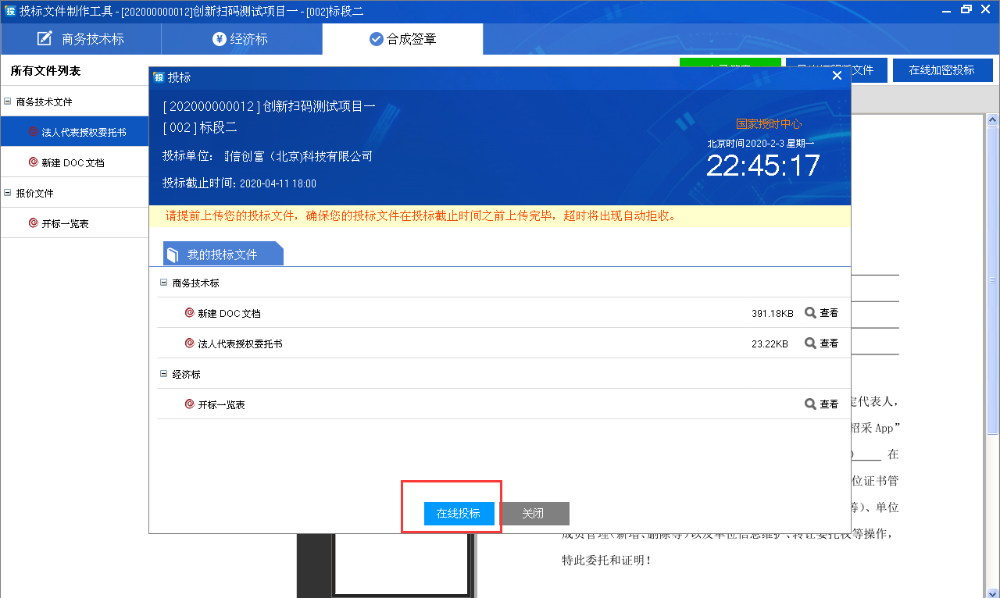 投标文件制作工具 - [202000000012]创新扫码测试项目一 - [002]标段二
商务技术标
¥ 经济标
合成签章
所有文件列表
文件
在线加密投标
商务技术文件
法人代表授权委托书
新建 DOC 文档
报价文件
开标一览表
投标
[ 202000000012 ] 创新扫码测试项目一
[ 002 ] 标段二
投标单位： 信创富（北京)科技有限公司
投标截止时间: 2020-04-11 18:00
国家授时中心
北京时间2020-2-3 星期一
22:45:17
请提前上传您的投标文件，确保您的投标文件在投标截止时间之前上传完毕，超时将出现自动拒收。
我的投标文件
商务技术标
新建 DOC 文档 391.18KB 查看
法人代表授权委托书 23.22KB 查看
经济标
开标一览表 查看
在线投标
关闭
定代表人，
招采 App”
) 在
位证书管
等）、单位
成员管理（新增、删除等）以及单位信息维护、转让委托权等操作，
特此委托和证明！